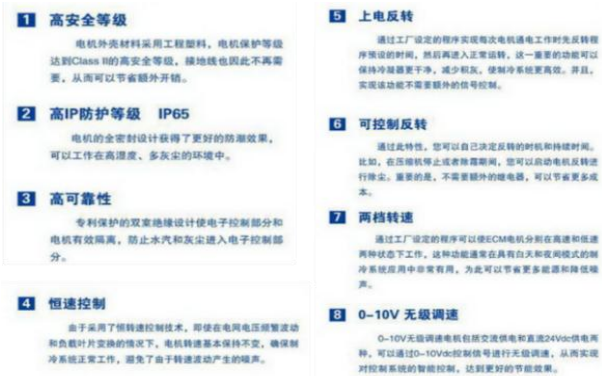 1 高安全等级
电机外壳材料采用工程塑料，电机保护等级
达到Class II的高安全等级，接地线也因此不再需
要，从而可以节省额外开销。
2 高IP防护等级 IP65
电机的全密封设计获得了更好的防潮效果，
可以工作在高湿度、多灰尘的环境中。
3 高可靠性
专利保护的双室绝缘设计使电子控制部分和
电机有效隔离，防止水汽和灰尘进入电子控制部
分。
4 恒速控制
由于采用了恒转速控制技术，即使在电网电压频繁波动
和负载叶片变换的情况下，电机转速基本保持不变，确保制
冷系统正常工作，避免了由于转速波动产生的噪声。
5 上电反转
通过工厂设定的程序实现每次电机通电工作时先反转程
序预设的时间，然后再进入正常运转，这一重要的功能可以
保持冷凝器更干净，减少积灰，使制冷系统更高效。并且，
实现该功能不需要额外的信号控制。
6 可控制反转
通过此特性，您可以自己决定反转的时机和持续时间。
比如，在压缩机停止或者除霜期间，您可以启动电机反转进
行除尘。重要的是，不需要额外的继电器，可以节省更多成
本。
7 两档转速
通过工厂设定的程序可以使ECM电机分别在高速和低速
两种状态下工作，这种功能通常在具有白天和夜间模式的制
冷系统应用中非常有用，为此可以节省更多能源和降低噪
声。
8 0-10V 无级调速
0-10V无级调速电机包括交流供电和直流24Vdc供电两
种，可以通过0-10Vdc控制信号进行无级调速，从而实现
对控制系统的智能控制，达到更好的节能效果。